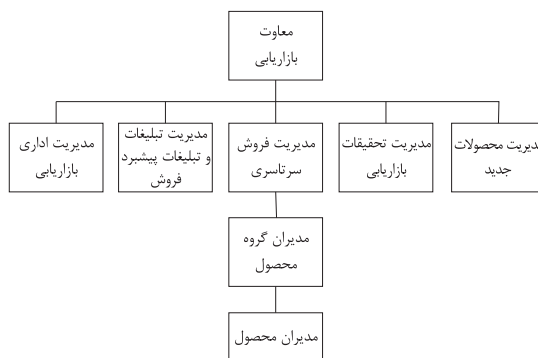 معاوت
بازاریابی
مدیریت محصولات
جدید
مدیریت تحقیقات
بازاریابی
مدیریت فروش
سرتاسری
مدیریت تبلیغات
و تبلیغات پیشبرد
فروش
مدیریت اداری
بازاریابی
مدیران گروه
محصول
مدیران محصول